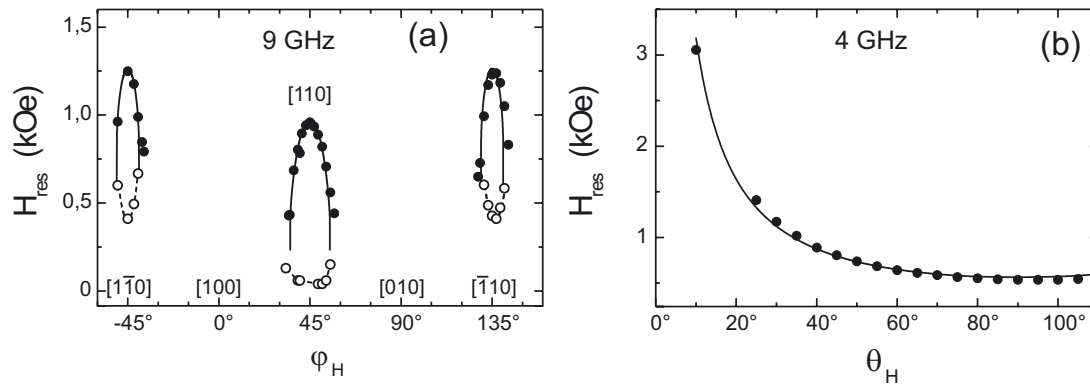 1,5
1,0
0,5
0
H_res (kOe)
9 GHz
(a)
[110]
[1̄10]
[100]
[010]
[1̄10]
-45°
0°
45°
90°
135°
φ_H
3
2
1
H_res (kOe)
4 GHz
(b)
0°
20°
40°
60°
80°
100°
θ_H